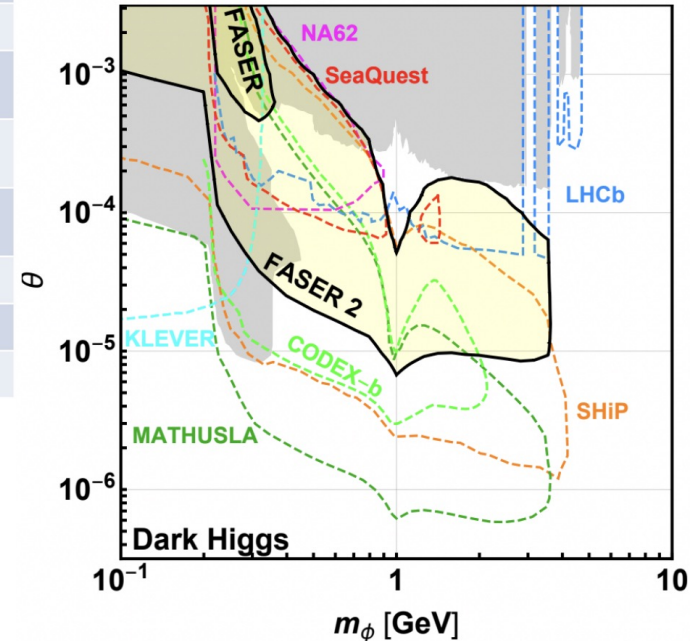 FASER
NA62
SeaQuest
10⁻³
LHCb
10⁻⁴
θ
FASER 2
KLEVER
10⁻⁵
CODEX-b
SHiP
MATHUSLA
10⁻⁶
Dark Higgs
10⁻¹
1
10
mϕ [GeV]